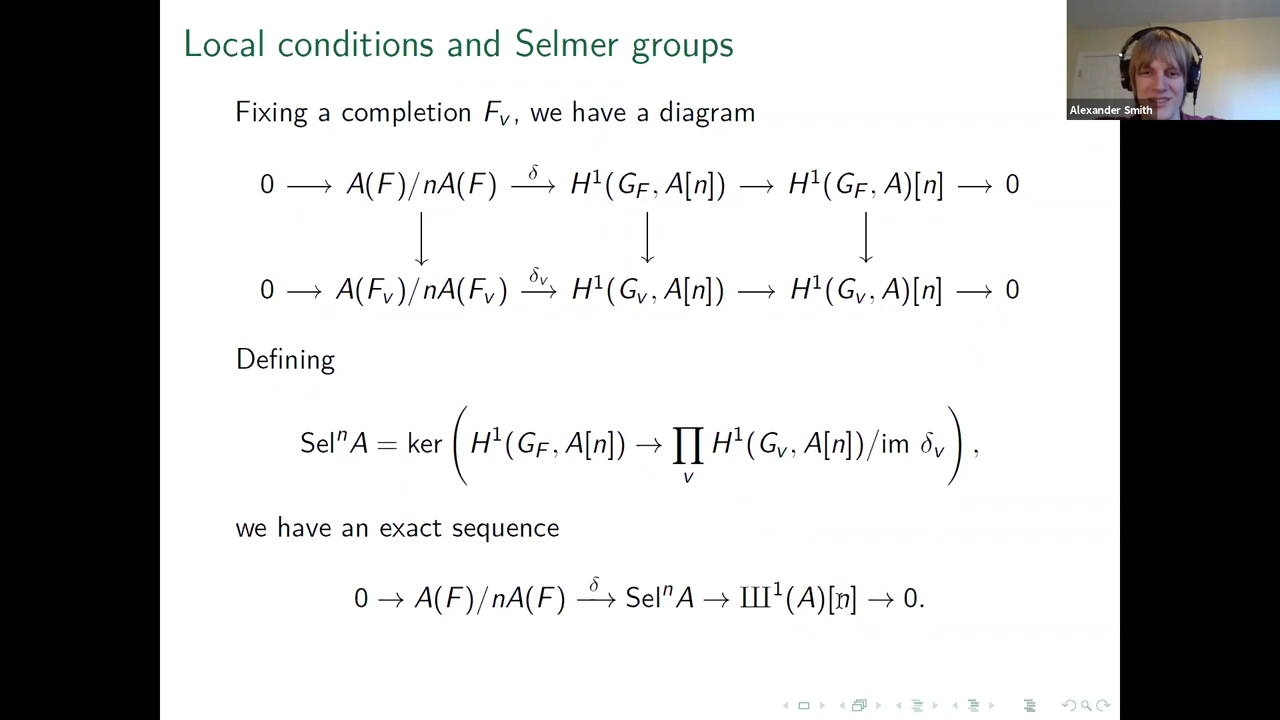 Local conditions and Selmer groups
Alexander Smith
Fixing a completion F_v, we have a diagram
0 ⟶ A(F)/nA(F) ⟶^δ H¹(G_F, A[n]) ⟶ H¹(G_F, A)[n] ⟶ 0
0 ⟶ A(F_v)/nA(F_v) ⟶^{δ_v} H¹(G_v, A[n]) ⟶ H¹(G_v, A)[n] ⟶ 0
Defining
Selⁿ A = ker ( H¹(G_F, A[n]) → ∏_v H¹(G_v, A[n])/im δ_v ) ,
we have an exact sequence
0 → A(F)/nA(F) ⟶^δ Selⁿ A → Ш¹(A)[n] → 0.